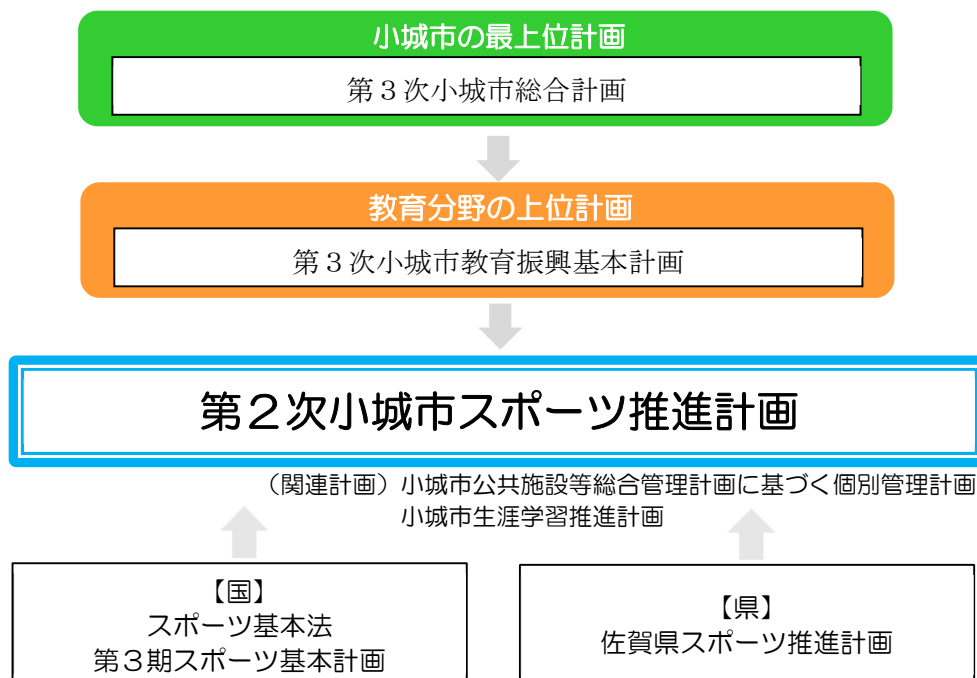 小城市の最上位計画
第３次小城市総合計画
教育分野の上位計画
第３次小城市教育振興基本計画
第２次小城市スポーツ推進計画
（関連計画）小城市公共施設等総合管理計画に基づく個別管理計画
小城市生涯学習推進計画
【国】
スポーツ基本法
第３期スポーツ基本計画
【県】
佐賀県スポーツ推進計画